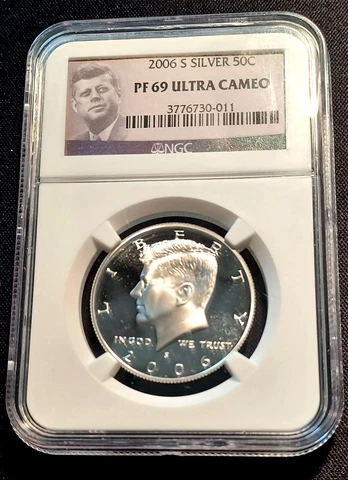 2006 S SILVER 50C
PF 69 ULTRA CAMEO
3776730-011
NGC
LIBERTY
IN GOD WE TRUST
S
2006